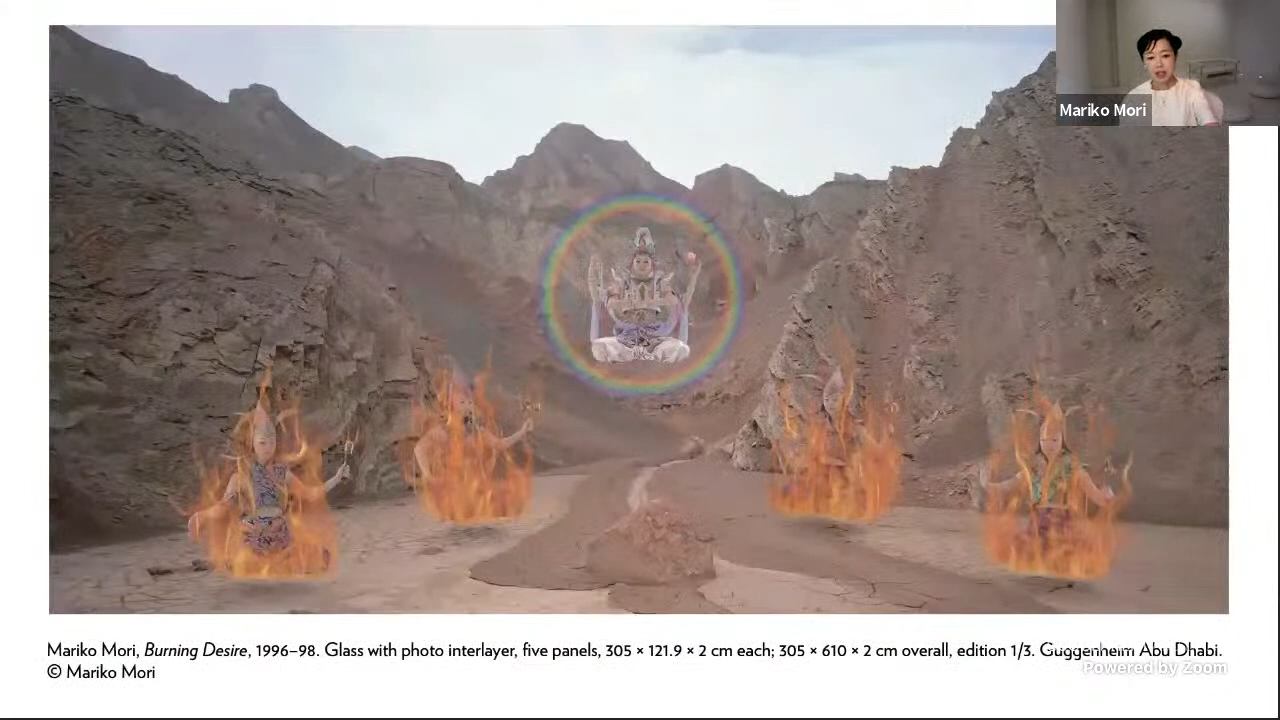 Mariko Mori
Mariko Mori, Burning Desire, 1996–98. Glass with photo interlayer, five panels, 305 × 121.9 × 2 cm each; 305 × 610 × 2 cm overall, edition 1/3. Guggenheim Abu Dhabi.
© Mariko Mori
Powered by Zoom